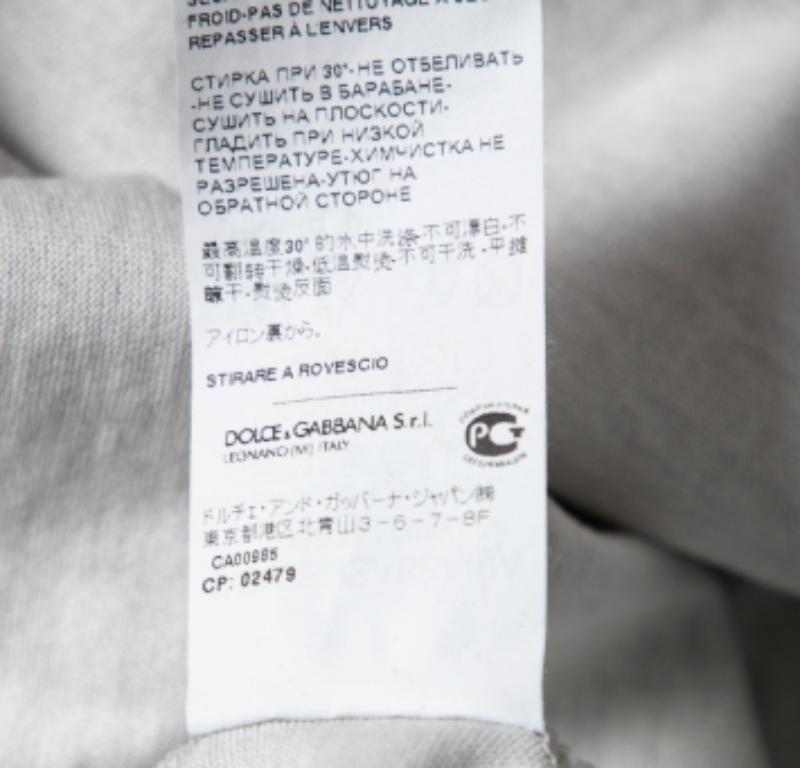 FROID-PAS DE NETTOYAGE À SEC
REPASSER À L'ENVERS
СТИРКА ПРИ 30°-НЕ ОТБЕЛИВАТЬ
-НЕ СУШИТЬ В БАРАБАНЕ-
СУШИТЬ НА ПЛОСКОСТИ-
ГЛАДИТЬ ПРИ НИЗКОЙ
ТЕМПЕРАТУРЕ-ХИМЧИСТКА НЕ
РАЗРЕШЕНА-УТЮГ НА
ОБРАТНОЙ СТОРОНЕ
最高温度30°的水中洗涤-不可漂白-不
可翻转干燥-低温熨烫-不可干洗-平摊
晾干-熨烫反面
アイロン裏から。
STIRARE A ROVESCIO
DOLCE & GABBANA S.r.l.
LEGNANO (MI) ITALY
PG
ドルチェ・アンド・ガッバーナ・ジャパン㈱
東京都港区北青山3-6-7-8F
CA00985
CP: 02479